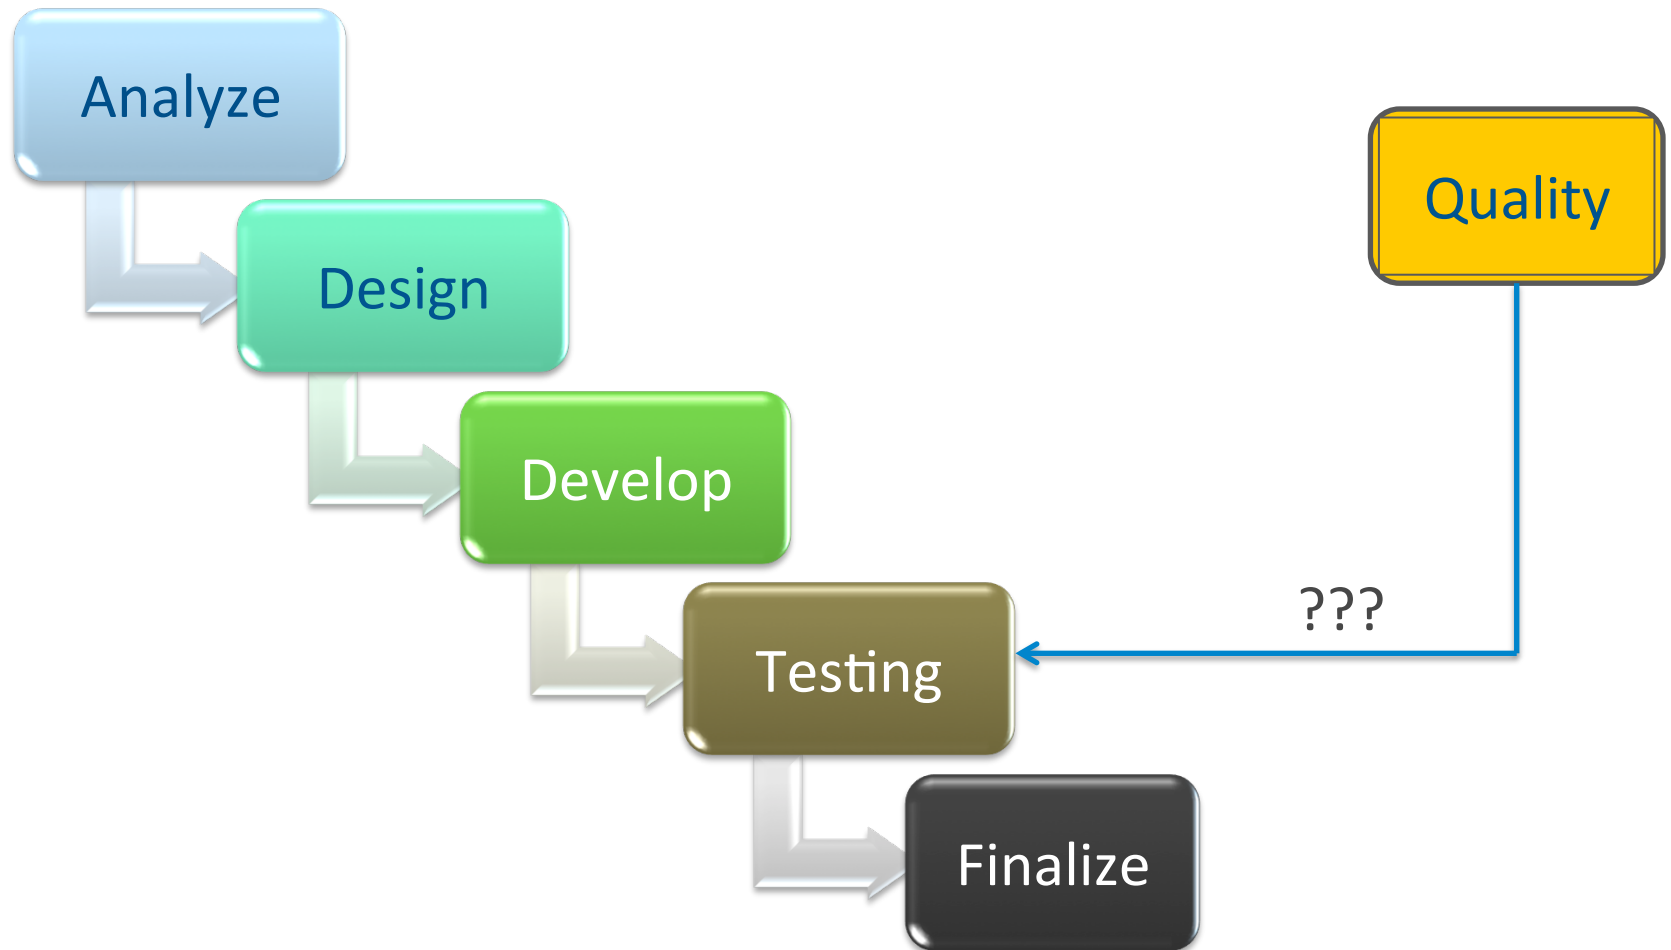 Analyze
Quality
Design
Develop
???
Testing
Finalize